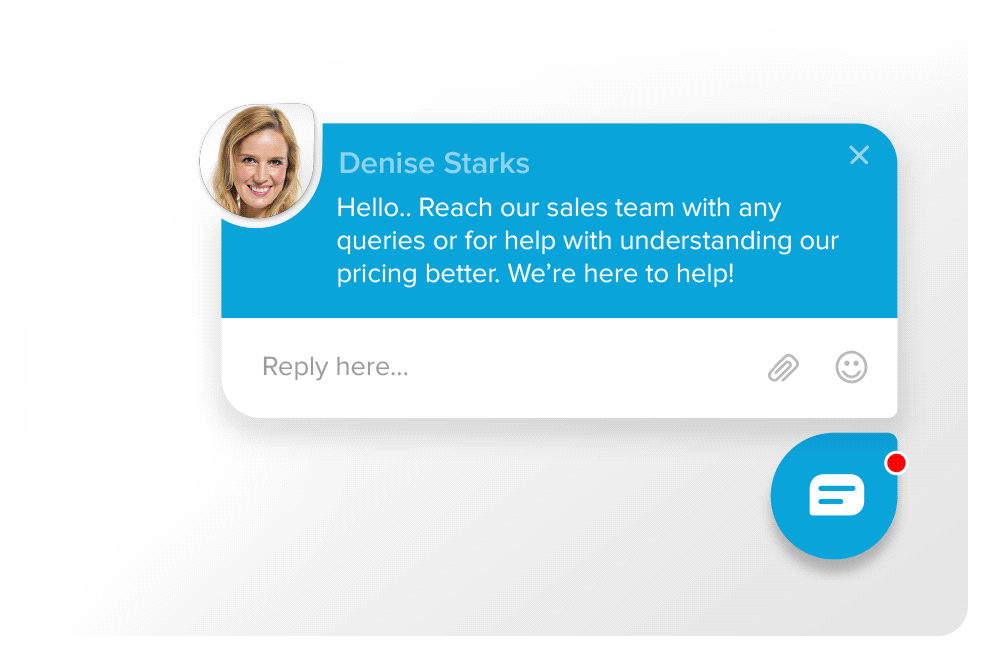 Denise Starks
Hello.. Reach our sales team with any
queries or for help with understanding our
pricing better. We’re here to help!
Reply here...